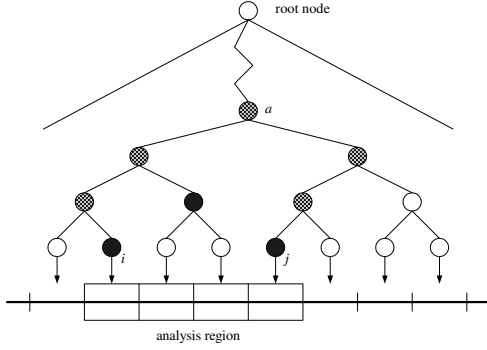 root node
a
i
j
analysis region